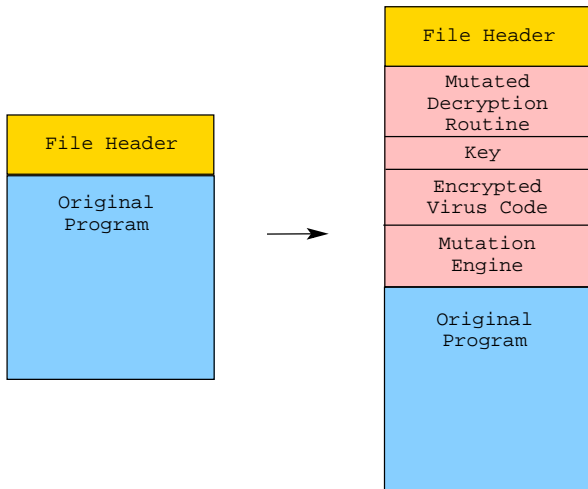 File Header
Original
Program
File Header
Mutated
Decryption
Routine
Key
Encrypted
Virus Code
Mutation
Engine
Original
Program